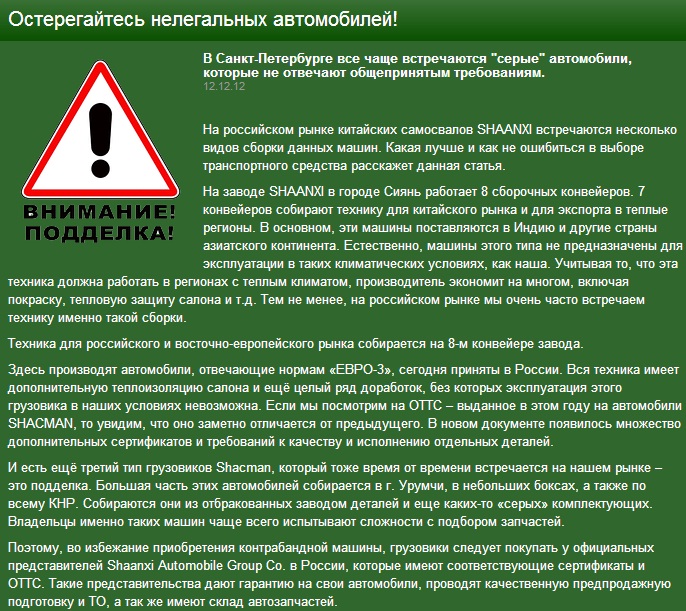 Остерегайтесь нелегальных автомобилей!
В Санкт-Петербурге все чаще встречаются "серые" автомобили,
которые не отвечают общепринятым требованиям.
12.12.12
ВНИМАНИЕ!
ПОДДЕЛКА!
На российском рынке китайских самосвалов SHAANXI встречаются несколько
видов сборки данных машин. Какая лучше и как не ошибиться в выборе
транспортного средства расскажет данная статья.
На заводе SHAANXI в городе Сиянь работает 8 сборочных конвейеров. 7
конвейеров собирают технику для китайского рынка и для экспорта в теплые
регионы. В основном, эти машины поставляются в Индию и другие страны
азиатского континента. Естественно, машины этого типа не предназначены для
эксплуатации в таких климатических условиях, как наша. Учитывая то, что эта
техника должна работать в регионах с теплым климатом, производитель экономит на многом, включая
покраску, тепловую защиту салона и т.д. Тем не менее, на российском рынке мы очень часто встречаем
технику именно такой сборки.
Техника для российского и восточно-европейского рынка собирается на 8-м конвейере завода.
Здесь производят автомобили, отвечающие нормам «ЕВРО-3», сегодня приняты в России. Вся техника имеет
дополнительную теплоизоляцию салона и ещё целый ряд доработок, без которых эксплуатация этого
грузовика в наших условиях невозможна. Если мы посмотрим на ОТТС – выданное в этом году на автомобили
SHACMAN, то увидим, что оно заметно отличается от предыдущего. В новом документе появилось множество
дополнительных сертификатов и требований к качеству и исполнению отдельных деталей.
И есть ещё третий тип грузовиков Shacman, который тоже время от времени встречается на нашем рынке –
это подделка. Большая часть этих автомобилей собирается в г. Урумчи, в небольших боксах, а также по
всему КНР. Собираются они из отбракованных заводом деталей и еще каких-то «серых» комплектующих.
Владельцы именно таких машин чаще всего испытывают сложности с подбором запчастей.
Поэтому, во избежание приобретения контрабандной машины, грузовики следует покупать у официальных
представителей Shaanxi Automobile Group Co. в России, которые имеют соответствующие сертификаты и
ОТТС. Такие представительства дают гарантию на свои автомобили, проводят качественную предпродажную
подготовку и ТО, а так же имеют склад автозапчастей.